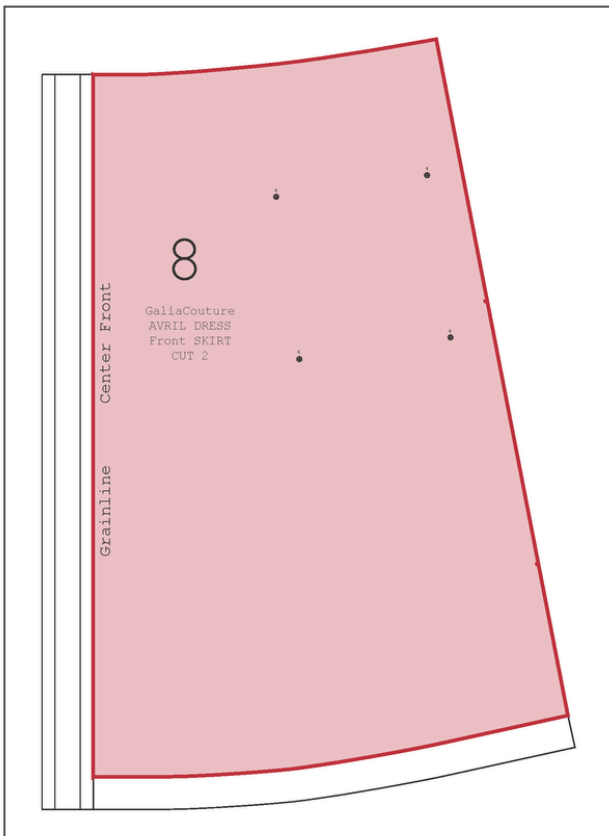 8
GaliaCouture
AVRIL DRESS
Front SKIRT
CUT 2
Center Front
Grainline